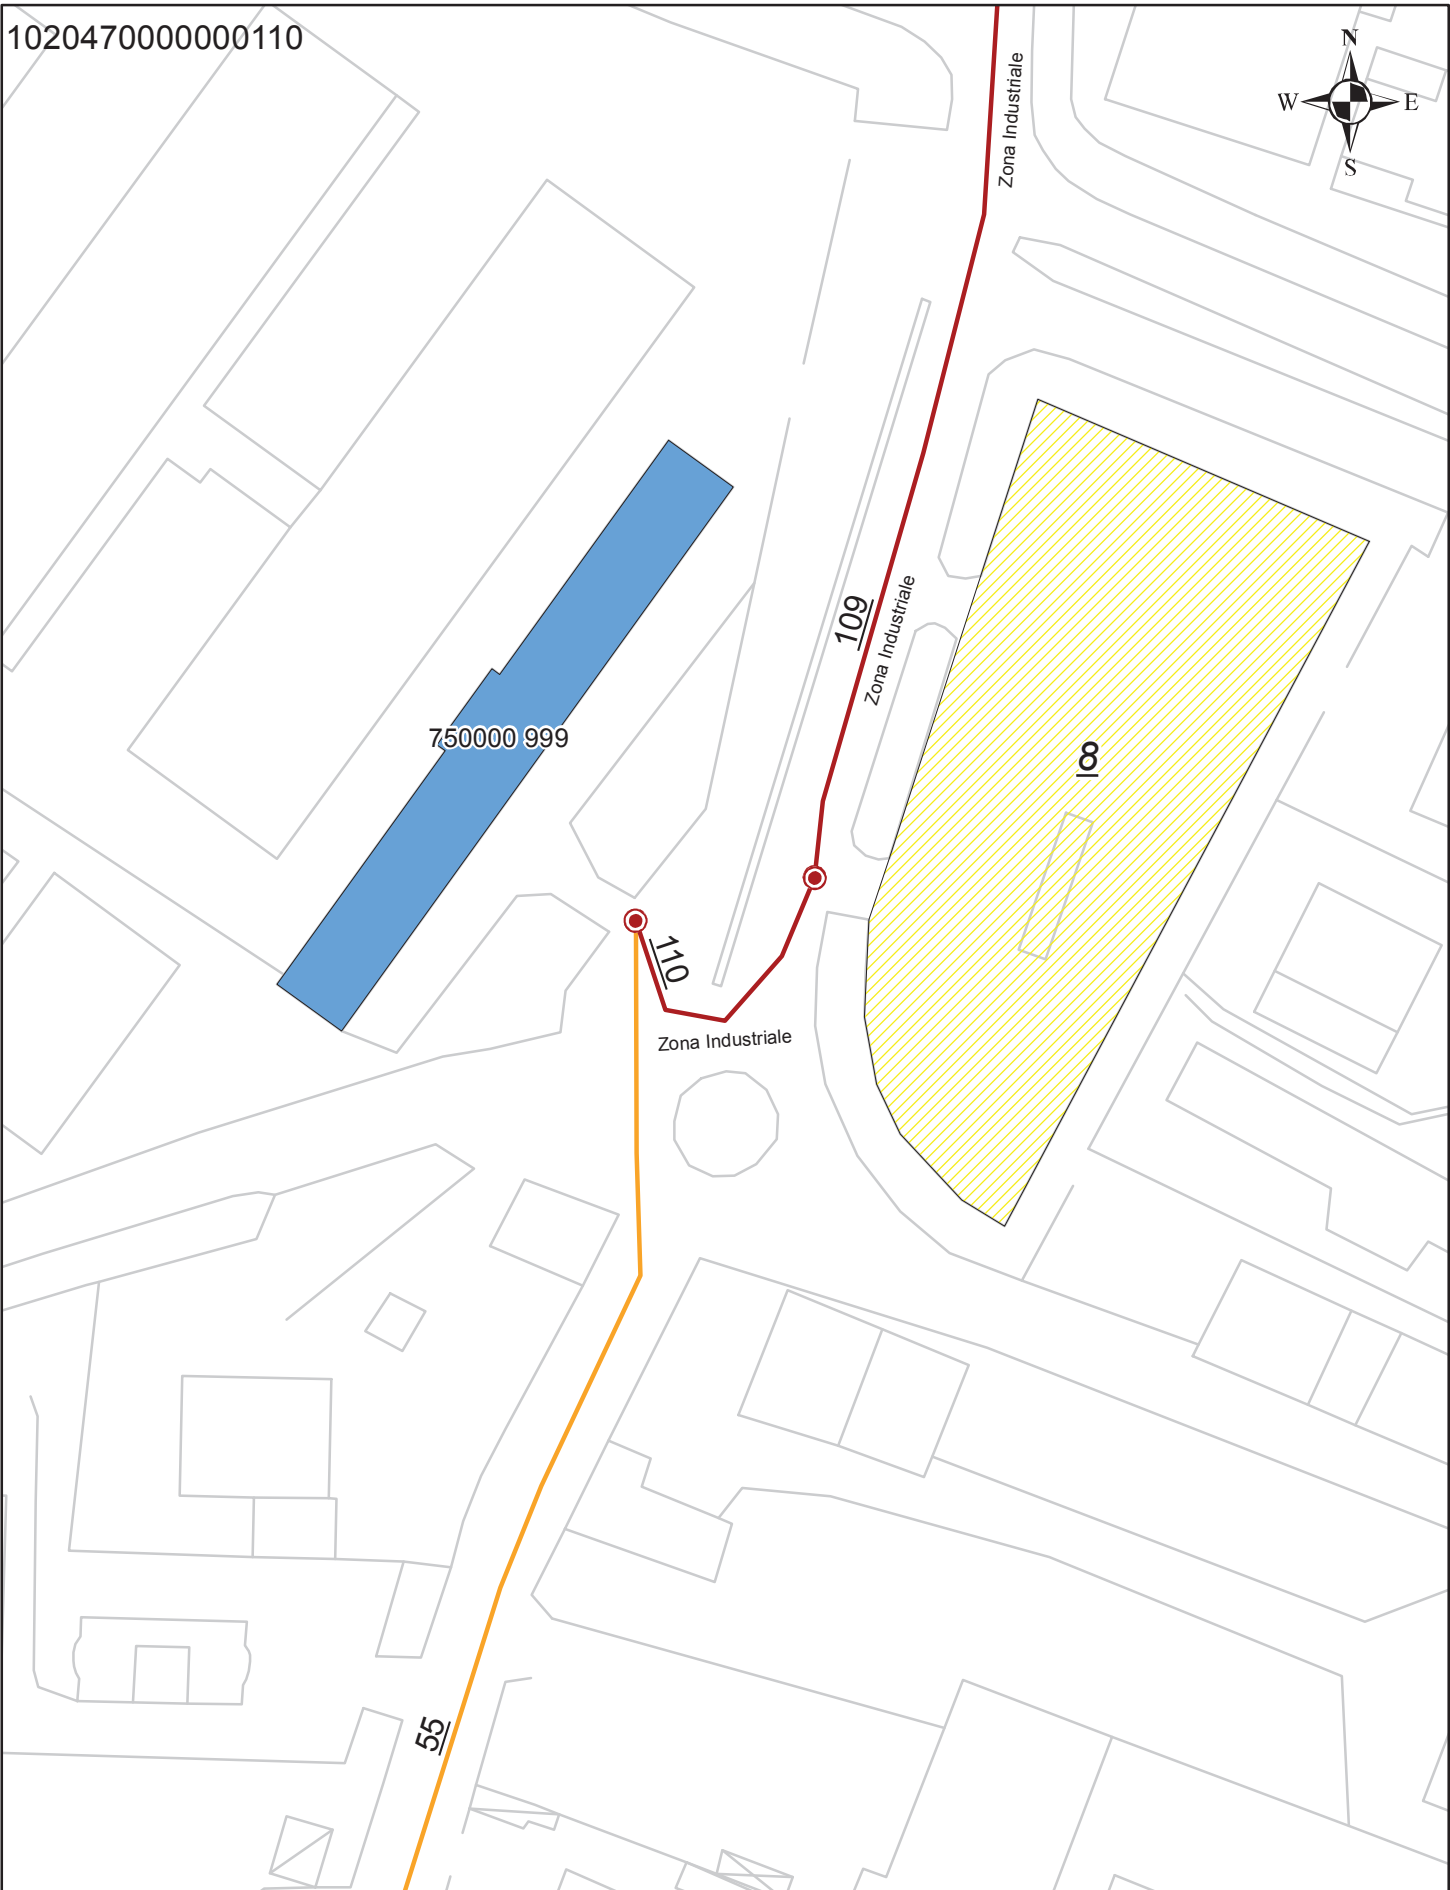 1020470000000110
N
W E
S
Zona Industriale
109
Zona Industriale
750000 999
8
110
Zona Industriale
55